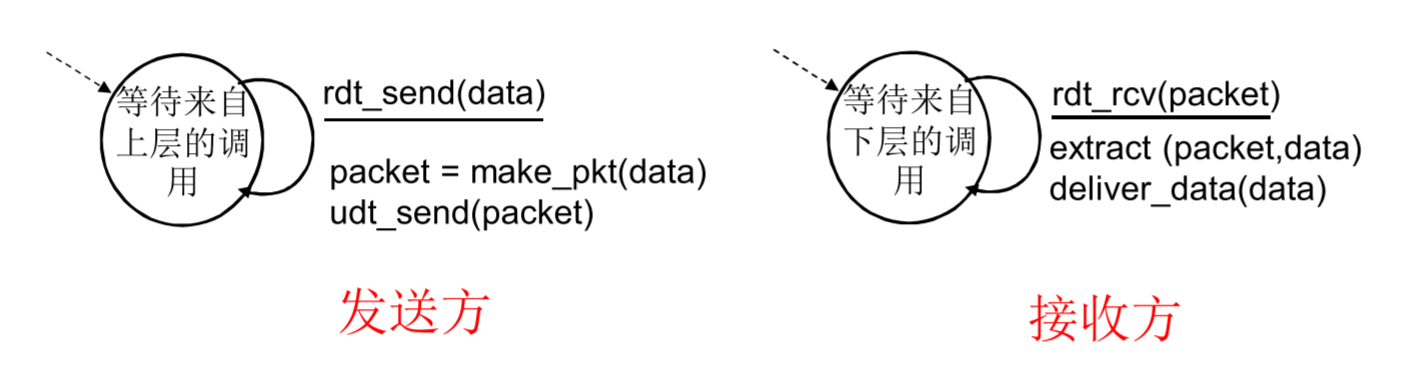 等待来自
上层的调
用
rdt_send(data)
packet = make_pkt(data)
udt_send(packet)
发送方
等待来自
下层的调
用
rdt_rcv(packet)
extract (packet,data)
deliver_data(data)
接收方